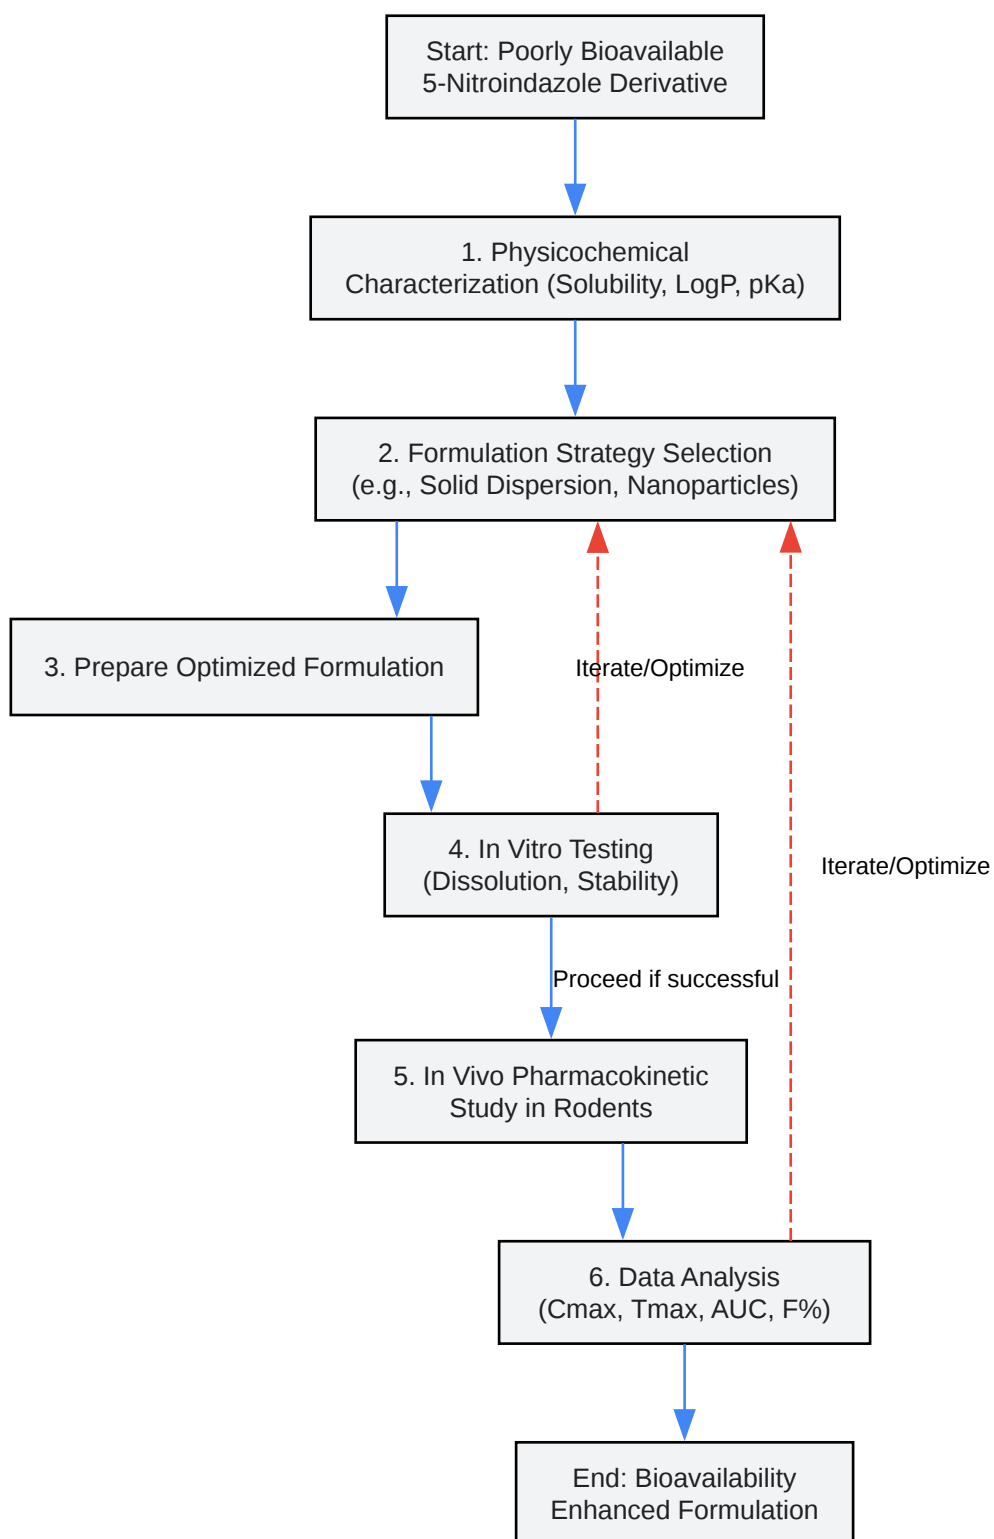 Start: Poorly Bioavailable
5-Nitroindazole Derivative
1. Physicochemical
Characterization (Solubility, LogP, pKa)
2. Formulation Strategy Selection
(e.g., Solid Dispersion, Nanoparticles)
3. Prepare Optimized Formulation
Iterate/Optimize
4. In Vitro Testing
(Dissolution, Stability)
Iterate/Optimize
Proceed if successful
5. In Vivo Pharmacokinetic
Study in Rodents
6. Data Analysis
(Cmax, Tmax, AUC, F%)
End: Bioavailability
Enhanced Formulation